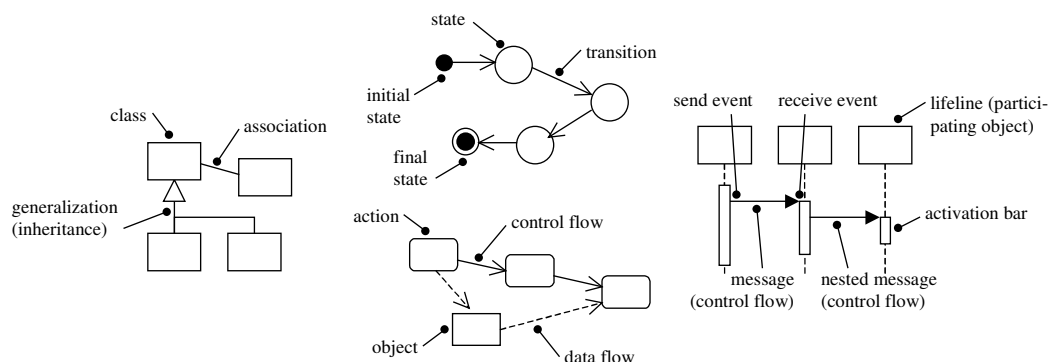 class
association
generalization
(inheritance)
state
transition
initial
state
final
state
action
control flow
object
data flow
send event
receive event
lifeline (partici-
pating object)
activation bar
message
(control flow)
nested message
(control flow)